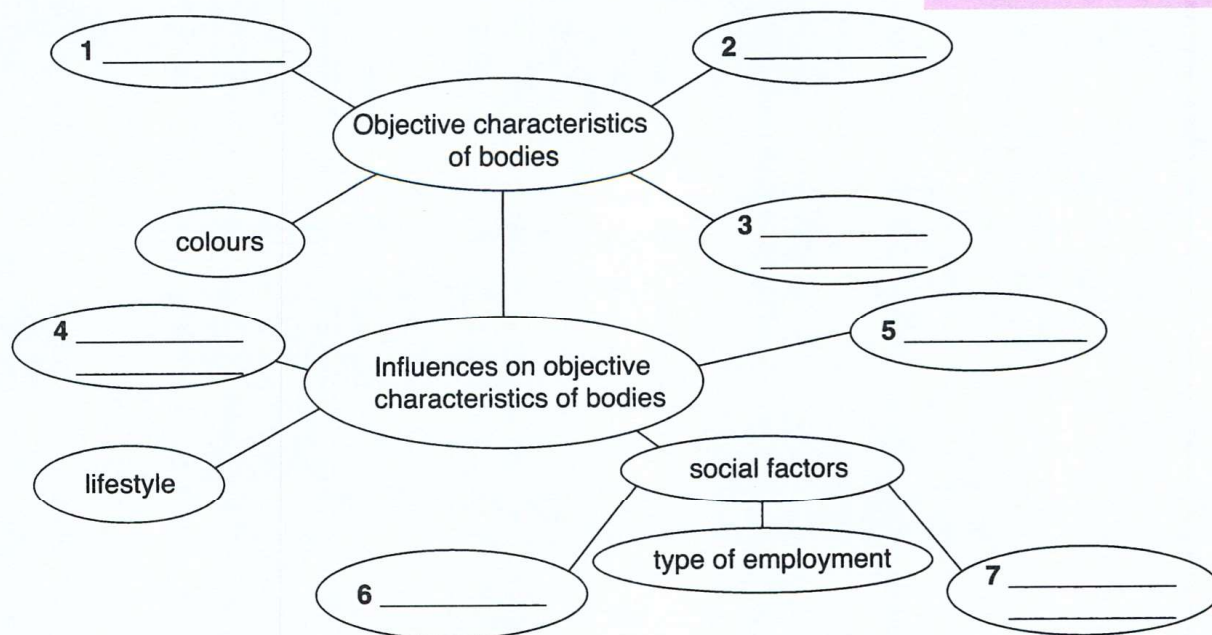 1
2
Objective characteristics
of bodies
colours
3
4
5
Influences on objective
characteristics of bodies
lifestyle
social factors
type of employment
6
7